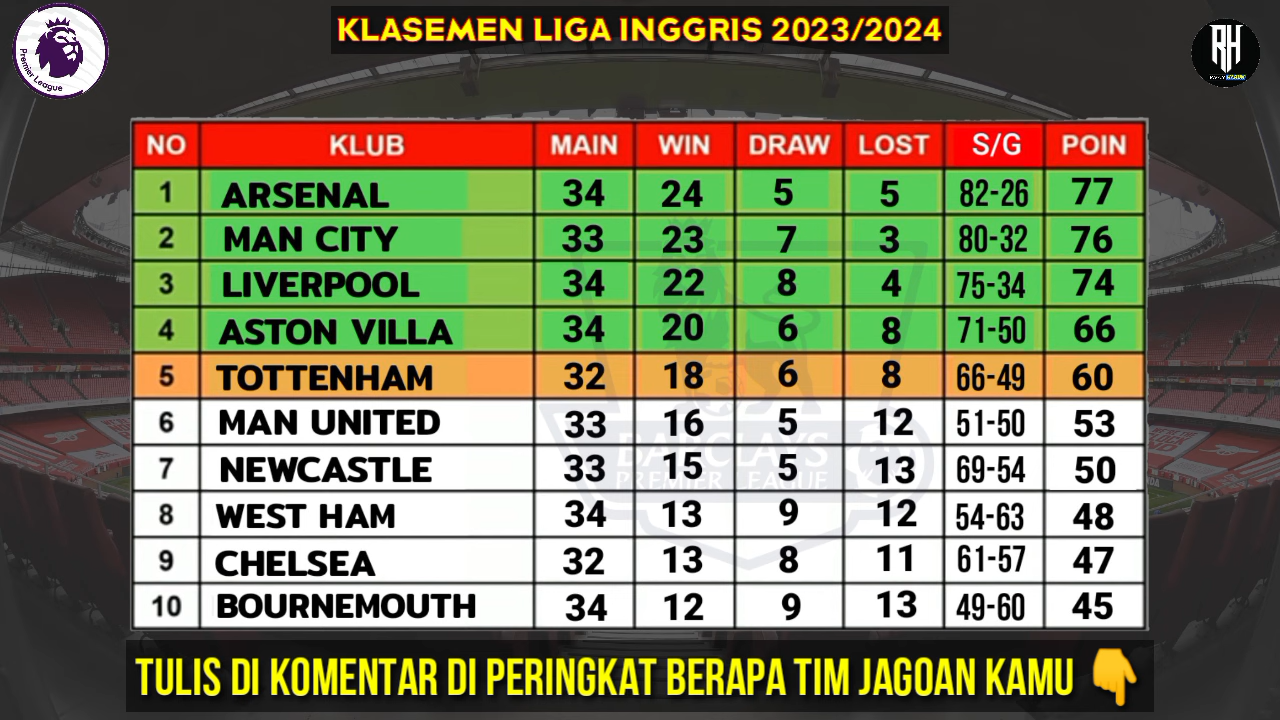 KLASEMEN LIGA INGGRIS 2023/2024
Premier League
RH
NO KLUB MAIN WIN DRAW LOST S/G POIN
1 ARSENAL 34 24 5 5 82-26 77
2 MAN CITY 33 23 7 3 80-32 76
3 LIVERPOOL 34 22 8 4 75-34 74
4 ASTON VILLA 34 20 6 8 71-50 66
5 TOTTENHAM 32 18 6 8 66-49 60
6 MAN UNITED 33 16 5 12 51-50 53
7 NEWCASTLE 33 15 5 13 69-54 50
8 WEST HAM 34 13 9 12 54-63 48
9 CHELSEA 32 13 8 11 61-57 47
10 BOURNEMOUTH 34 12 9 13 49-60 45
BARCLAYS
PREMIER LEAGUE
TULIS DI KOMENTAR DI PERINGKAT BERAPA TIM JAGOAN KAMU